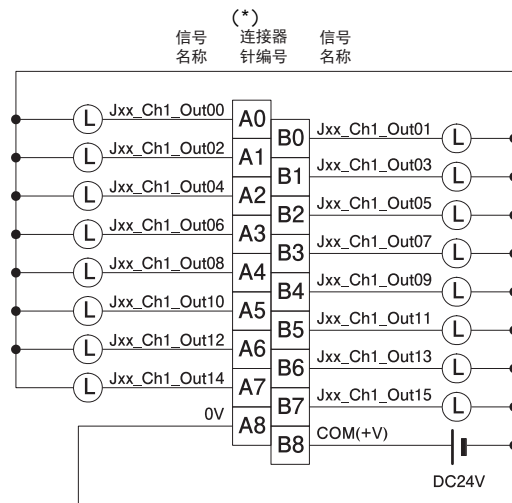 (*)
信号 连接器 信号
名称 针编号 名称
L Jxx_Ch1_Out00 A0
B0 Jxx_Ch1_Out01 L
L Jxx_Ch1_Out02 A1
B1 Jxx_Ch1_Out03 L
L Jxx_Ch1_Out04 A2
B2 Jxx_Ch1_Out05 L
L Jxx_Ch1_Out06 A3
B3 Jxx_Ch1_Out07 L
L Jxx_Ch1_Out08 A4
B4 Jxx_Ch1_Out09 L
L Jxx_Ch1_Out10 A5
B5 Jxx_Ch1_Out11 L
L Jxx_Ch1_Out12 A6
B6 Jxx_Ch1_Out13 L
L Jxx_Ch1_Out14 A7
B7 Jxx_Ch1_Out15 L
0V A8
B8 COM(+V)
DC24V